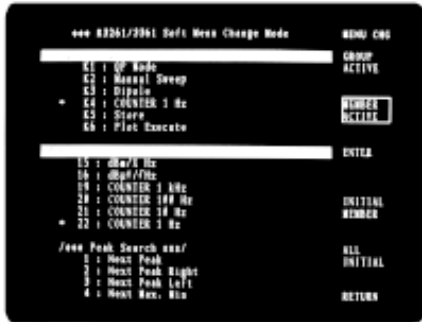 *** R3261/3361 Soft Menu Change Mode
MENU CHG
GROUP
ACTIVE
K1 : QP Mode
K2 : Manual Sweep
K3 : Dipole
* K4 : COUNTER 1 Hz
K5 : Store
K6 : Plot Execute
MEMBER
ACTIVE
ENTER
15 : dBm/√Hz
16 : dBμV/√Hz
19 : COUNTER 1 kHz
20 : COUNTER 100 Hz
21 : COUNTER 10 Hz
* 22 : COUNTER 1 Hz
INITIAL
MEMBER
/*** Peak Search ***/
1 : Next Peak
2 : Next Peak Right
3 : Next Peak Left
4 : Next Max. Min
ALL
INITIAL
RETURN